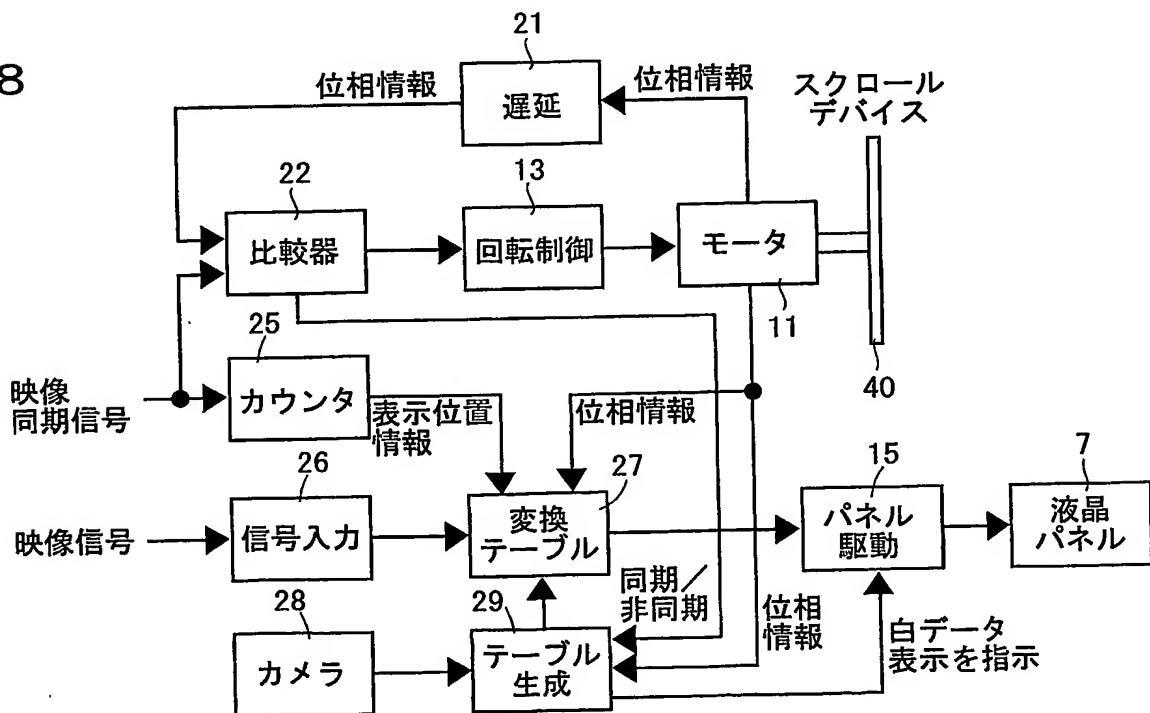 8
21
位相情報
遅延
位相情報
スクロール
デバイス
22
比較器
13
回転制御
モータ
11
40
映像
同期信号
25
カウンタ
表示位置
情報
位相情報
映像信号
26
信号入力
27
変換
テーブル
15
パネル
駆動
7
液晶
パネル
28
カメラ
29
テーブル
生成
同期／
非同期
位相
情報
白データ
表示を指示